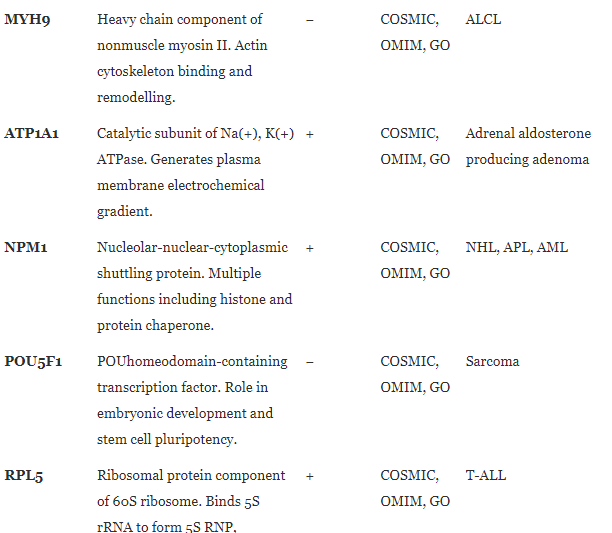 MYH9 Heavy chain component of – COSMIC, ALCL
nonmuscle myosin II. Actin OMIM, GO
cytoskeleton binding and
remodelling.
ATP1A1 Catalytic subunit of Na(+), K(+) + COSMIC, Adrenal aldosterone
ATPase. Generates plasma OMIM, GO producing adenoma
membrane electrochemical
gradient.
NPM1 Nucleolar-nuclear-cytoplasmic + COSMIC, NHL, APL, AML
shuttling protein. Multiple OMIM, GO
functions including histone and
protein chaperone.
POU5F1 POUhomeodomain-containing – COSMIC, Sarcoma
transcription factor. Role in OMIM, GO
embryonic development and
stem cell pluripotency.
RPL5 Ribosomal protein component + COSMIC, T-ALL
of 60S ribosome. Binds 5S OMIM, GO
rRNA to form 5S RNP,